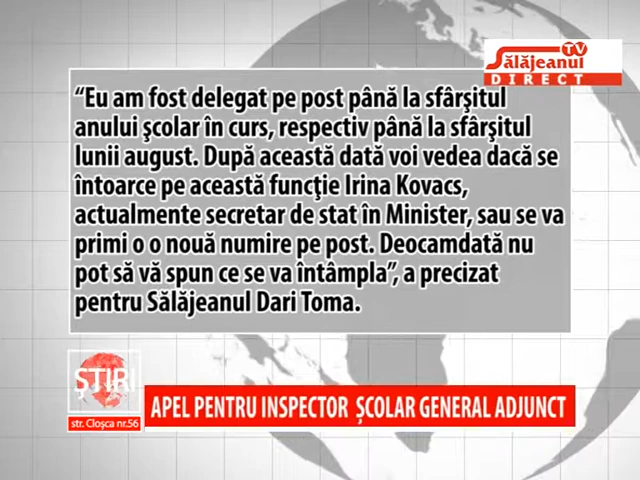 Sălăjeanul TV
DIRECT
“Eu am fost delegat pe post până la sfârşitul
anului şcolar în curs, respectiv până la sfârşitul
lunii august. După această dată voi vedea dacă se
întoarce pe această funcţie Irina Kovacs,
actualmente secretar de stat în Minister, sau se va
primi o o nouă numire pe post. Deocamdată nu
pot să vă spun ce se va întâmpla”, a precizat
pentru Sălăjeanul Dari Toma.
ŞTIRI
str. Cloşca nr.56
APEL PENTRU INSPECTOR ȘCOLAR GENERAL ADJUNCT